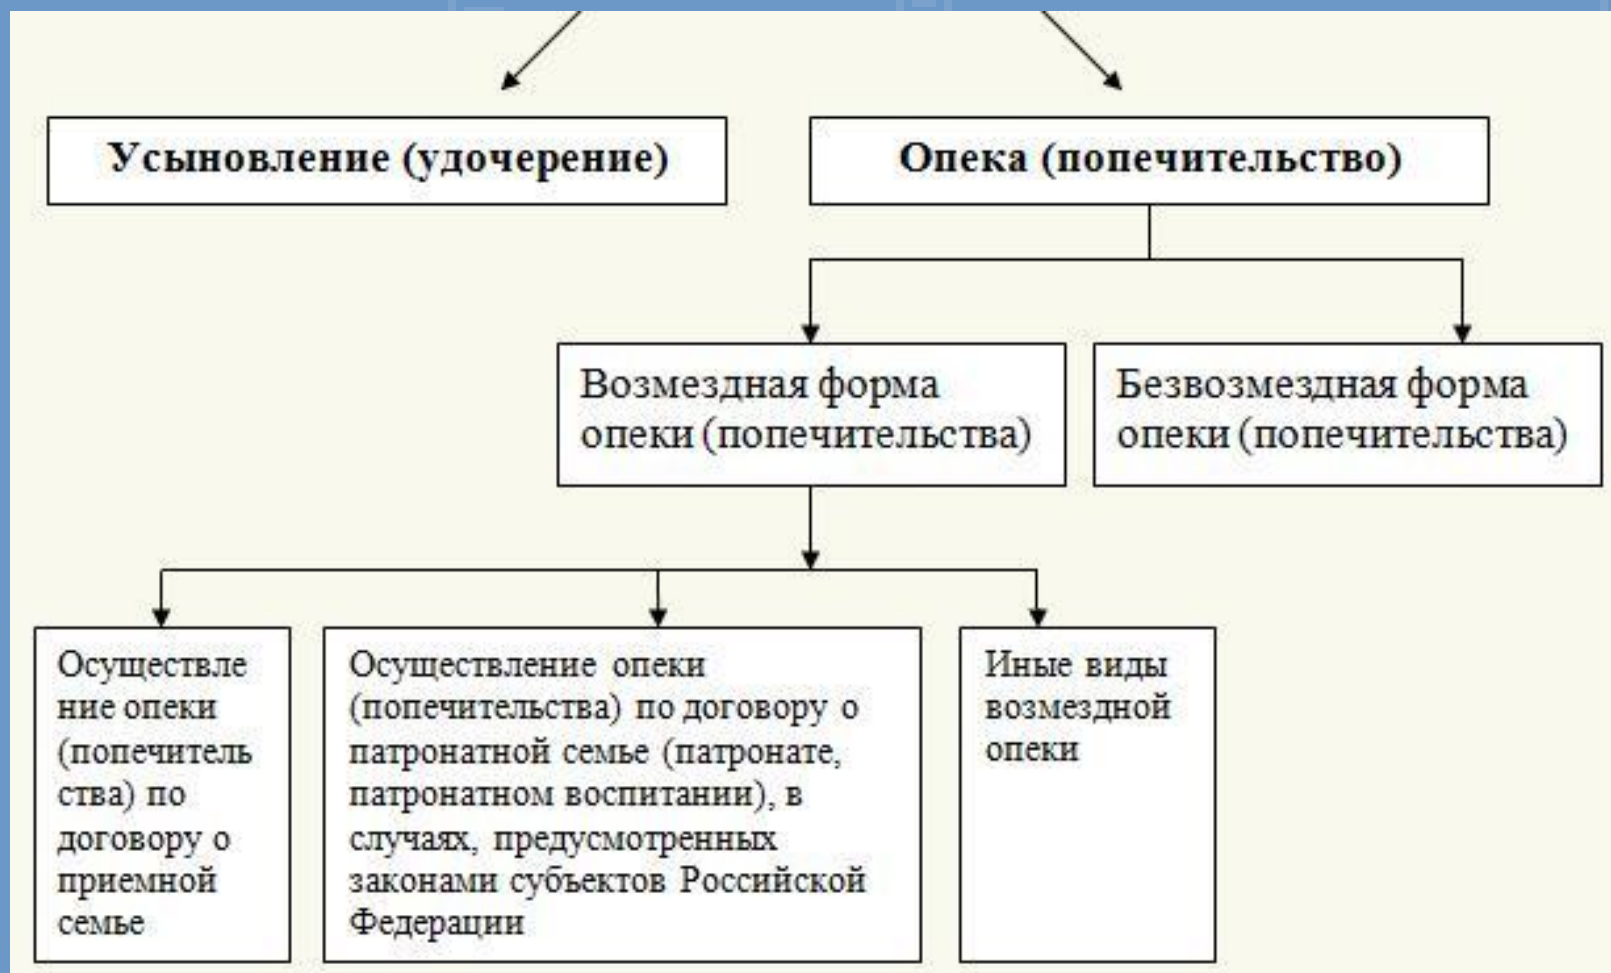 Усыновление (удочерение)
Опека (попечительство)
Возмездная форма
опеки (попечительства)
Безвозмездная форма
опеки (попечительства)
Осуществле
ние опеки
(попечитель
ства) по
договору о
приемной
семье
Осуществление опеки
(попечительства) по договору о
патронатной семье (патронате,
патронатном воспитании), в
случаях, предусмотренных
законами субъектов Российской
Федерации
Иные виды
возмездной
опеки